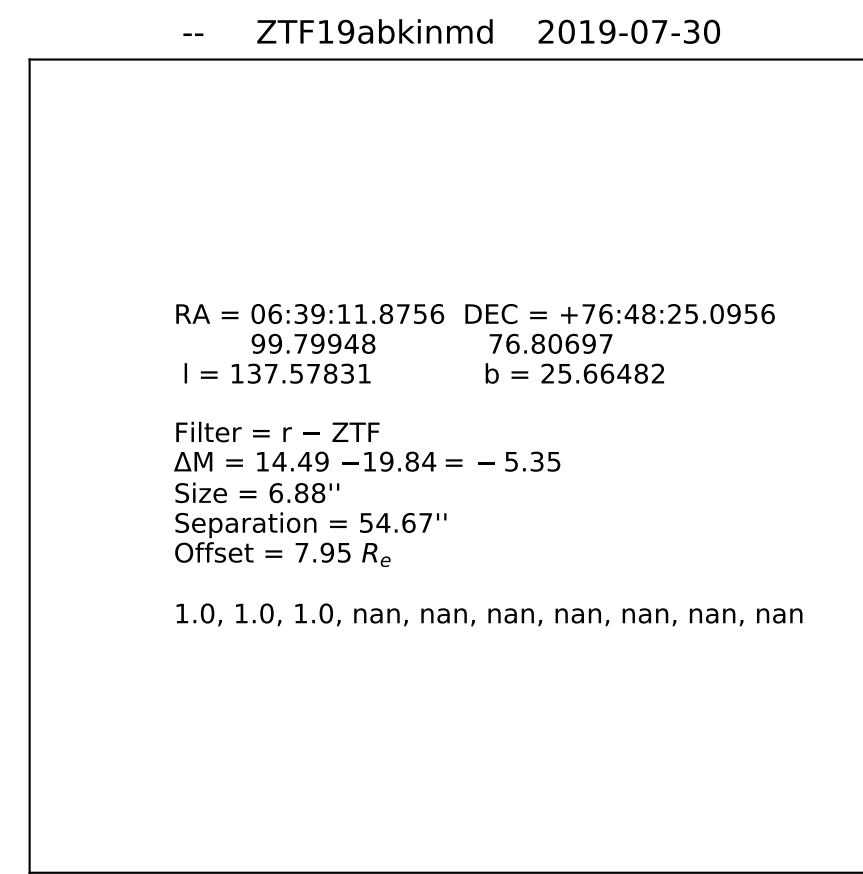 -- ZTF19abkinmd 2019-07-30
RA = 06:39:11.8756 DEC = +76:48:25.0956
99.79948 76.80697
l = 137.57831 b = 25.66482
Filter = r − ZTF
ΔM = 14.49 −19.84 = − 5.35
Size = 6.88''
Separation = 54.67''
Offset = 7.95 Rₑ
1.0, 1.0, 1.0, nan, nan, nan, nan, nan, nan, nan